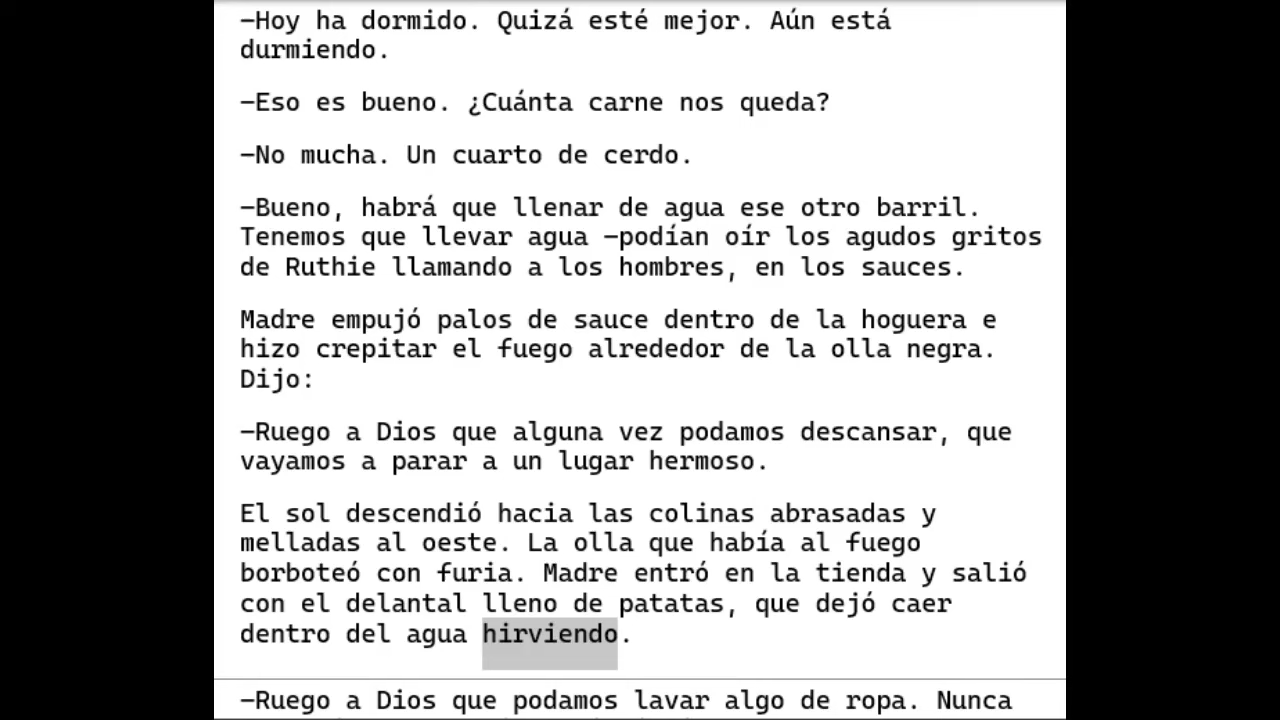 —Hoy ha dormido. Quizá esté mejor. Aún está
durmiendo.
—Eso es bueno. ¿Cuánta carne nos queda?
—No mucha. Un cuarto de cerdo.
—Bueno, habrá que llenar de agua ese otro barril.
Tenemos que llevar agua —podían oír los agudos gritos
de Ruthie llamando a los hombres, en los sauces.
Madre empujó palos de sauce dentro de la hoguera e
hizo crepitar el fuego alrededor de la olla negra.
Dijo:
—Ruego a Dios que alguna vez podamos descansar, que
vayamos a parar a un lugar hermoso.
El sol descendió hacia las colinas abrasadas y
melladas al oeste. La olla que había al fuego
borboteó con furia. Madre entró en la tienda y salió
con el delantal lleno de patatas, que dejó caer
dentro del agua hirviendo.
—Ruego a Dios que podamos lavar algo de ropa. Nunca